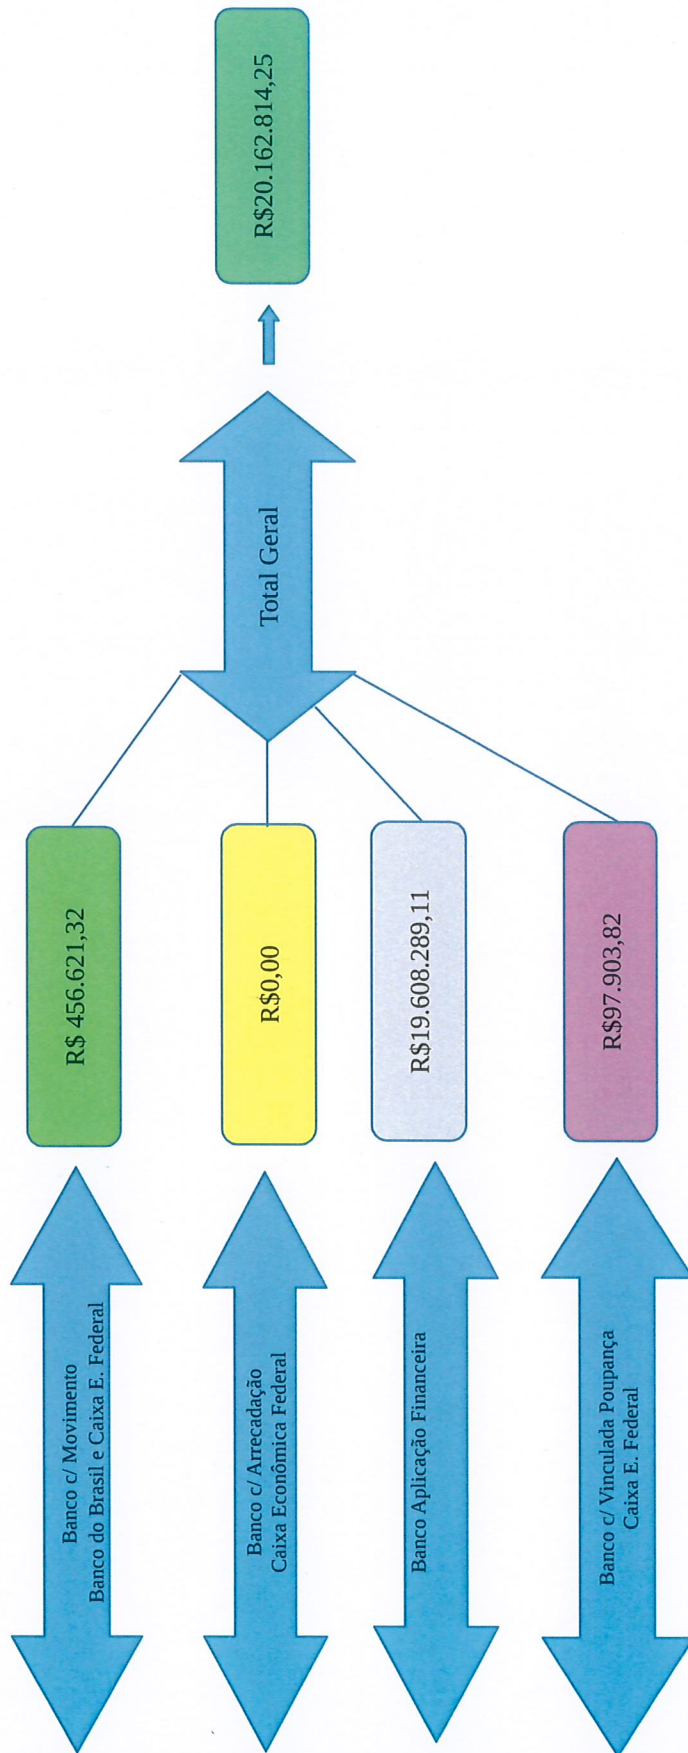 Banco c/ Movimento
Banco do Brasil e Caixa E. Federal
R$ 456.621,32
Banco c/ Arrecadação
Caixa Econômica Federal
R$0,00
Banco Aplicação Financeira
R$19.608.289,11
Banco c/ Vinculada Poupança
Caixa E. Federal
R$97.903,82
Total Geral
R$20.162.814,25